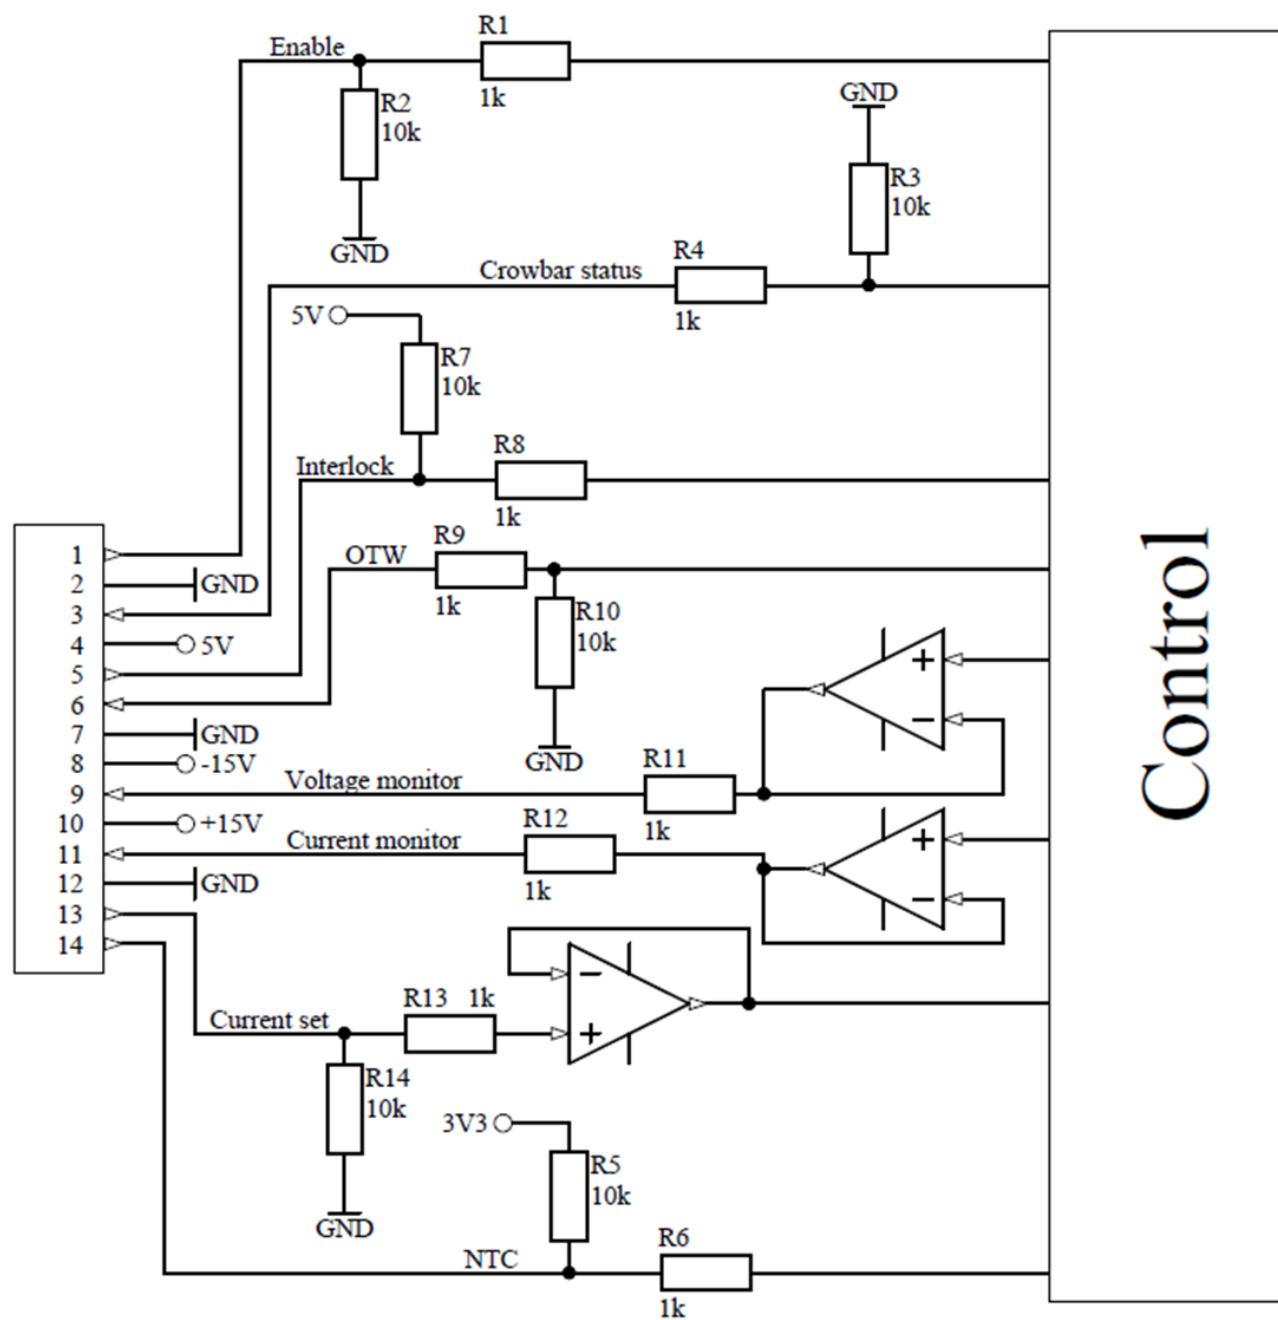 R1
Enable
1k
R2
10k
GND
GND
R3
10k
R4
Crowbar status
1k
5V
R7
10k
R8
Interlock
1k
R9
OTW
1k
R10
10k
GND
1
2 GND
3
4 5V
5
6
7 GND
8 -15V
9
10 +15V
11
12 GND
13
14
+
−
R11
Voltage monitor
1k
R12
Current monitor
1k
+
−
R13 1k
−
+
Current set
R14
10k
GND
3V3
R5
10k
R6
NTC
1k
Control